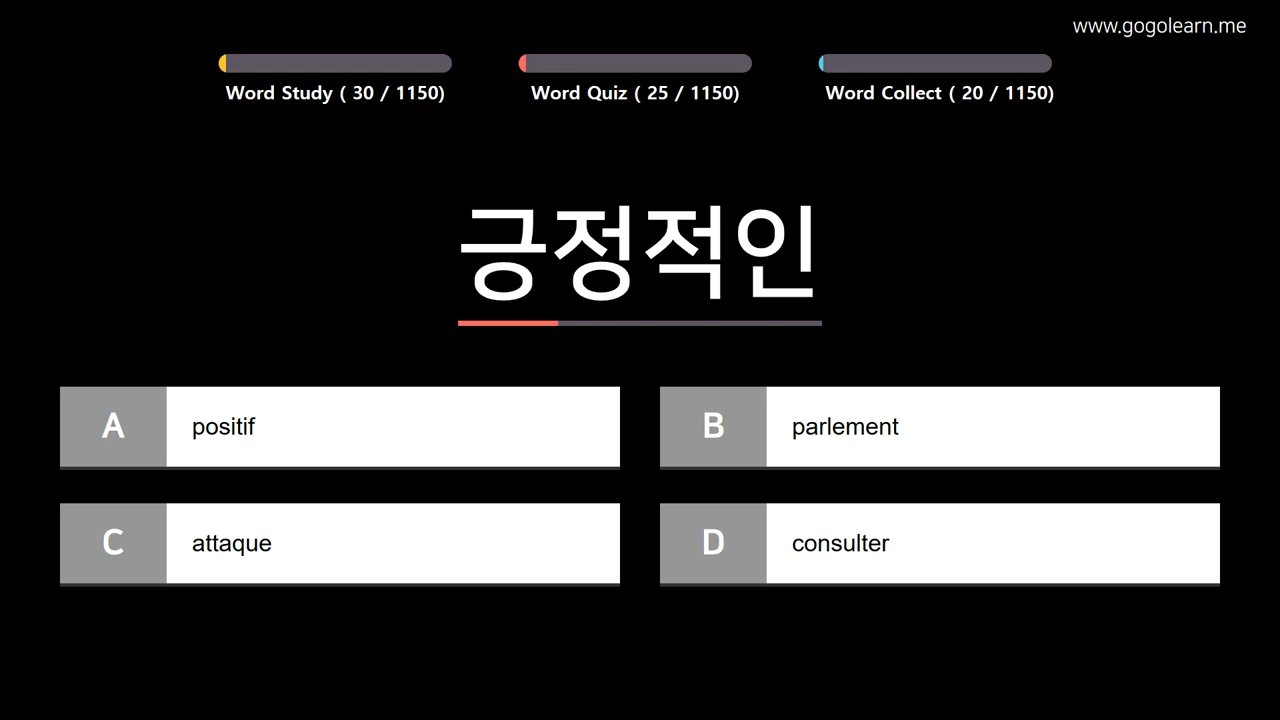 www.gogolearn.me
Word Study ( 30 / 1150)
Word Quiz ( 25 / 1150)
Word Collect ( 20 / 1150)
긍정적인
A positif
B parlement
C attaque
D consulter